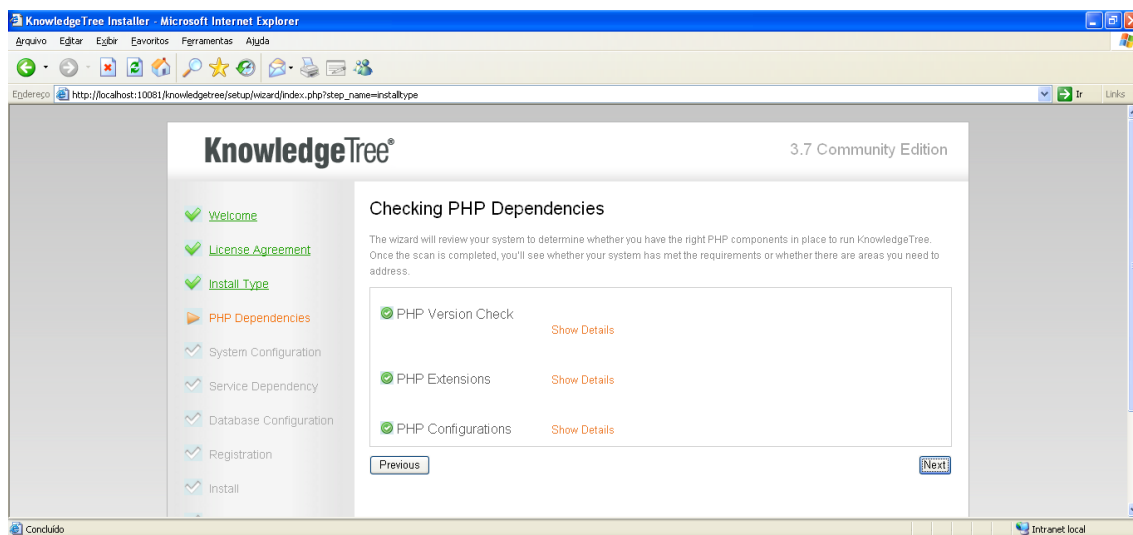 KnowledgeTree Installer - Microsoft Internet Explorer
Arquivo Editar Exibir Favoritos Ferramentas Ajuda
Endereço http://localhost:10081/knowledgetree/setup/wizard/index.php?step_name=installtype Ir Links
KnowledgeTree® 3.7 Community Edition
Welcome
License Agreement
Install Type
PHP Dependencies
System Configuration
Service Dependency
Database Configuration
Registration
Install
Checking PHP Dependencies
The wizard will review your system to determine whether you have the right PHP components in place to run KnowledgeTree.
Once the scan is completed, you'll see whether your system has met the requirements or whether there are areas you need to
address.
PHP Version Check
Show Details
PHP Extensions Show Details
PHP Configurations Show Details
Previous Next
Concluído Intranet local